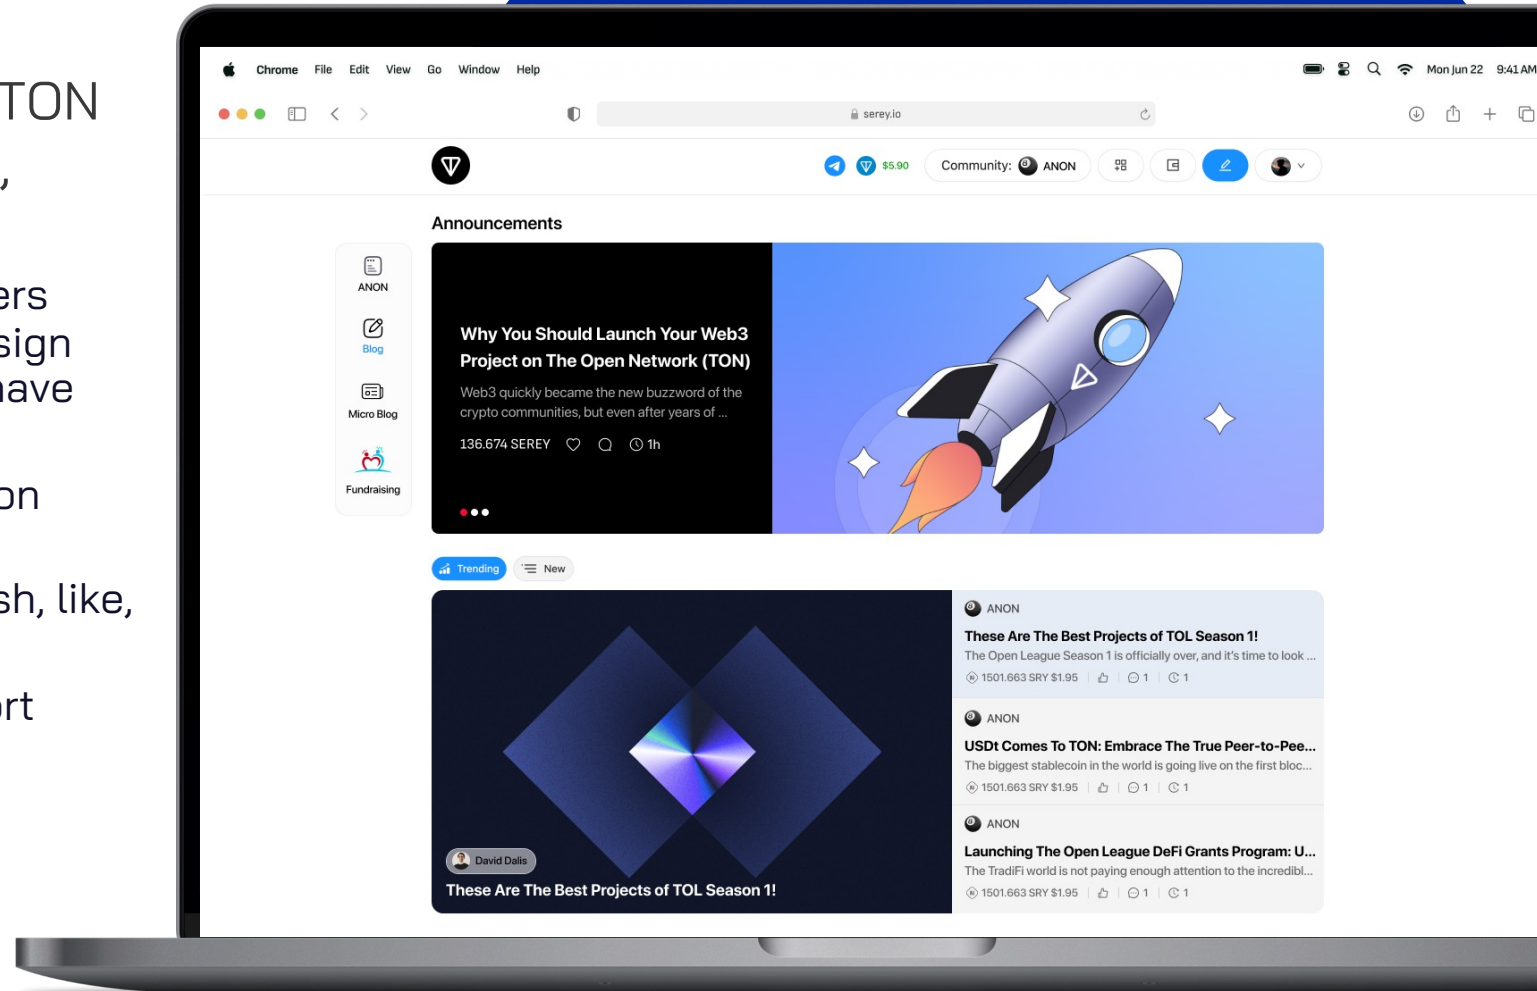 TON
,
ers
sign
have
on
sh, like,
ort
Chrome File Edit View Go Window Help
Mon Jun 22 9:41 AM
serey.io
$5.90 Community: ANON
Announcements
ANON
Blog
Micro Blog
Fundraising
Why You Should Launch Your Web3
Project on The Open Network (TON)
Web3 quickly became the new buzzword of the
crypto communities, but even after years of ...
136.674 SEREY 1h
Trending New
David Dalis
These Are The Best Projects of TOL Season 1!
ANON
These Are The Best Projects of TOL Season 1!
The Open League Season 1 is officially over, and it's time to look ...
1501.663 SRY $1.95 1 1
ANON
USDt Comes To TON: Embrace The True Peer-to-Pee...
The biggest stablecoin in the world is going live on the first bloc...
1501.663 SRY $1.95 1 1
ANON
Launching The Open League DeFi Grants Program: U...
The TradiFi world is not paying enough attention to the incredibl...
1501.663 SRY $1.95 1 1